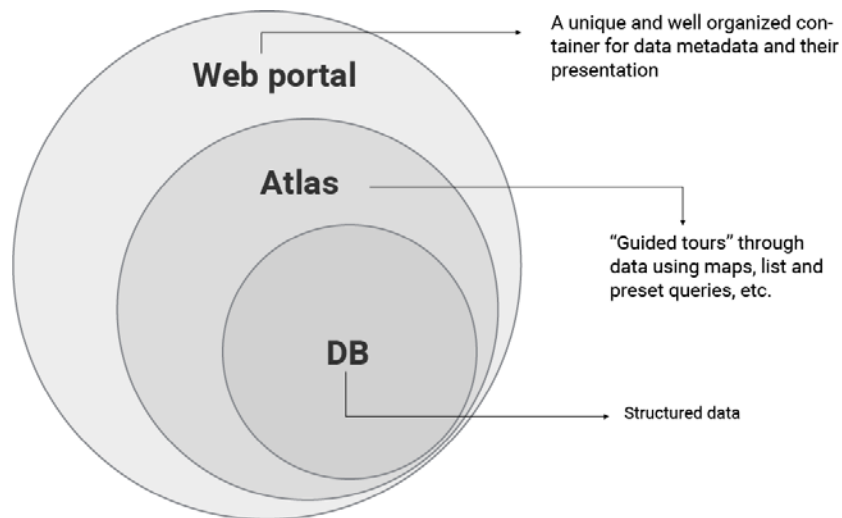 A unique and well organized con-
tainer for data metadata and their
presentation
Web portal
Atlas
“Guided tours” through
data using maps, list and
preset queries, etc.
DB
Structured data